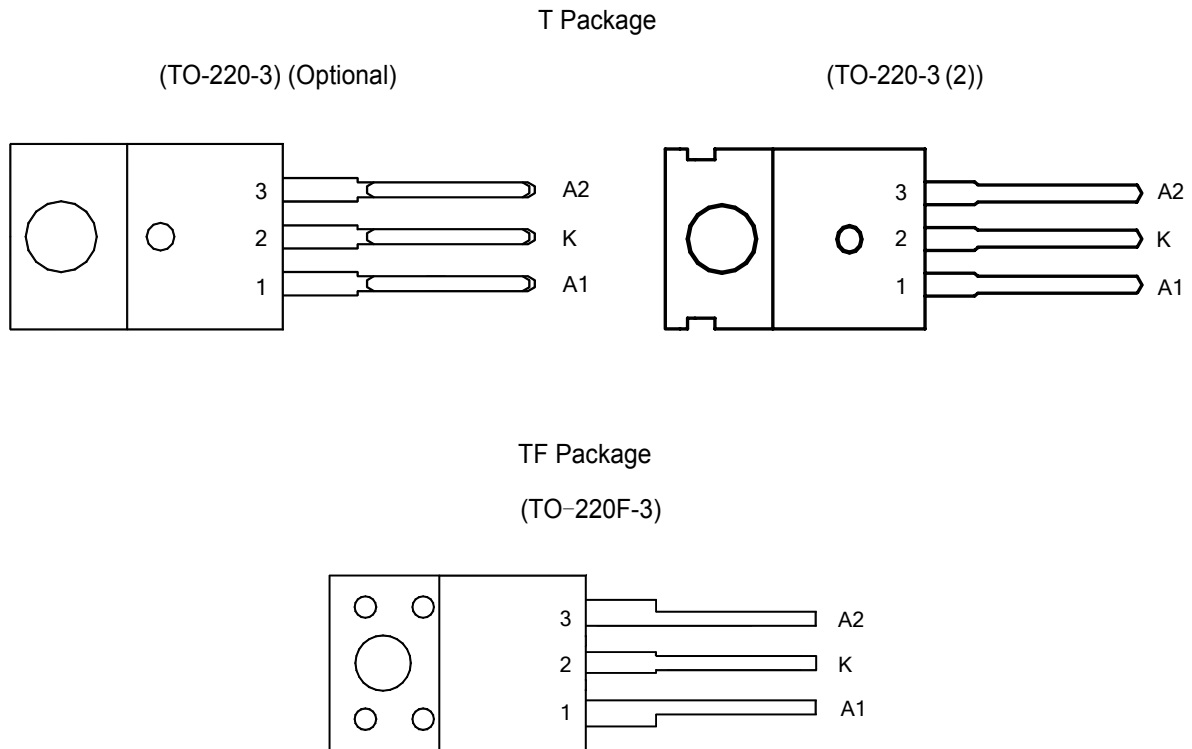 T Package
(TO-220-3) (Optional)
(TO-220-3 (2))
3 A2
2 K
1 A1
3 A2
2 K
1 A1
TF Package
(TO-220F-3)
3 A2
2 K
1 A1